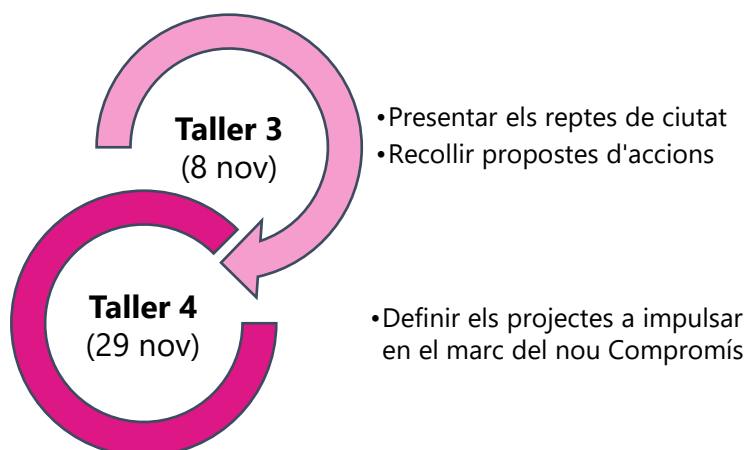 Taller 3
(8 nov)
•Presentar els reptes de ciutat
•Recollir propostes d'accions
Taller 4
(29 nov)
•Definir els projectes a impulsar
en el marc del nou Compromís